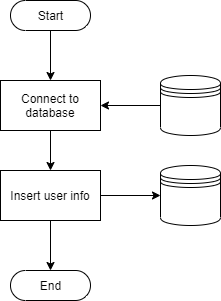 Start
Connect to
database
Insert user info
End